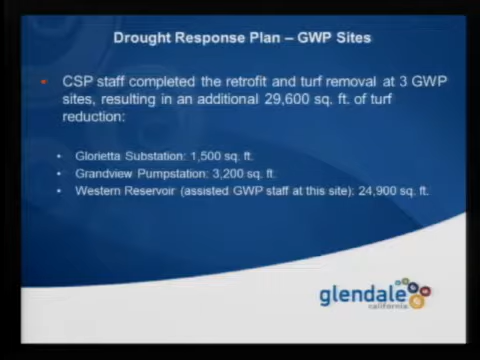 Drought Response Plan – GWP Sites
• CSP staff completed the retrofit and turf removal at 3 GWP
sites, resulting in an additional 29,600 sq. ft. of turf
reduction:
• Glorietta Substation: 1,500 sq. ft.
• Grandview Pumpstation: 3,200 sq. ft.
• Western Reservoir (assisted GWP staff at this site): 24,900 sq. ft.
glendale
california